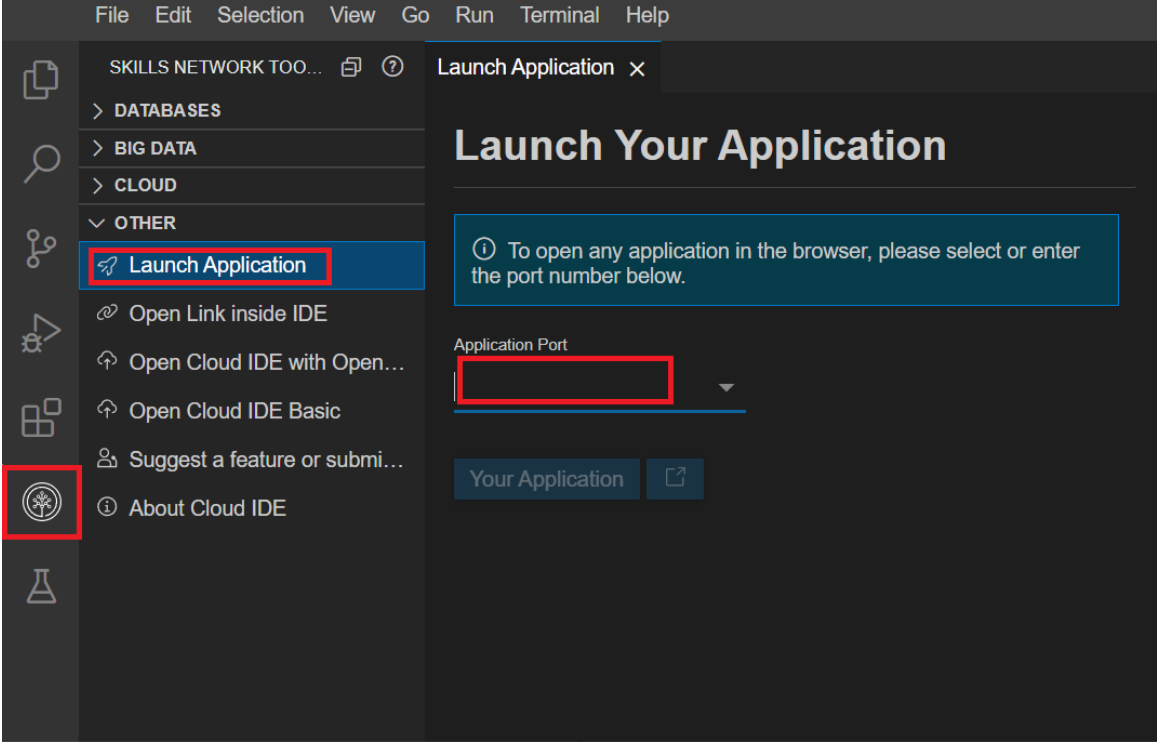 File Edit Selection View Go Run Terminal Help
SKILLS NETWORK TOO...
DATABASES
BIG DATA
CLOUD
OTHER
Launch Application
Open Link inside IDE
Open Cloud IDE with Open...
Open Cloud IDE Basic
Suggest a feature or submi...
About Cloud IDE
Launch Application
Launch Your Application
To open any application in the browser, please select or enter
the port number below.
Application Port
Your Application